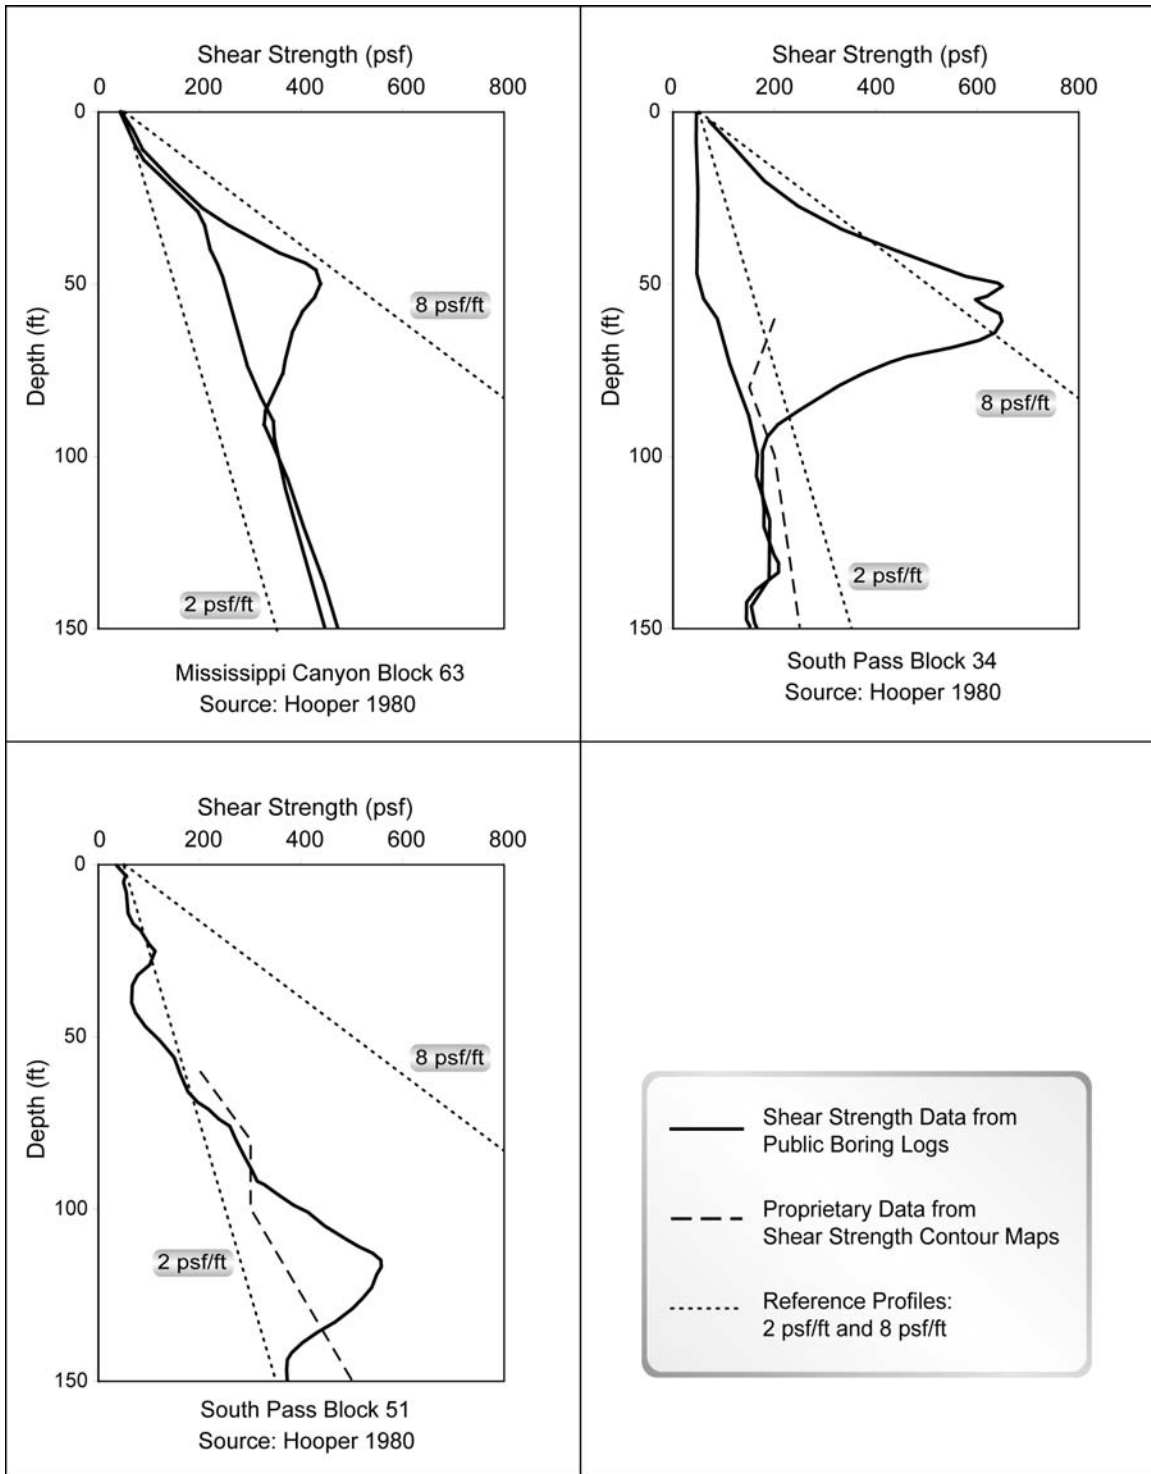 Shear Strength (psf)
0 200 400 600 800
0
50
100
150
Depth (ft)
8 psf/ft
2 psf/ft
Mississippi Canyon Block 63
Source: Hooper 1980
Shear Strength (psf)
0 200 400 600 800
0
50
100
150
Depth (ft)
8 psf/ft
2 psf/ft
South Pass Block 34
Source: Hooper 1980
Shear Strength (psf)
0 200 400 600 800
0
50
100
150
Depth (ft)
8 psf/ft
2 psf/ft
South Pass Block 51
Source: Hooper 1980
Shear Strength Data from
Public Boring Logs
Proprietary Data from
Shear Strength Contour Maps
Reference Profiles:
2 psf/ft and 8 psf/ft